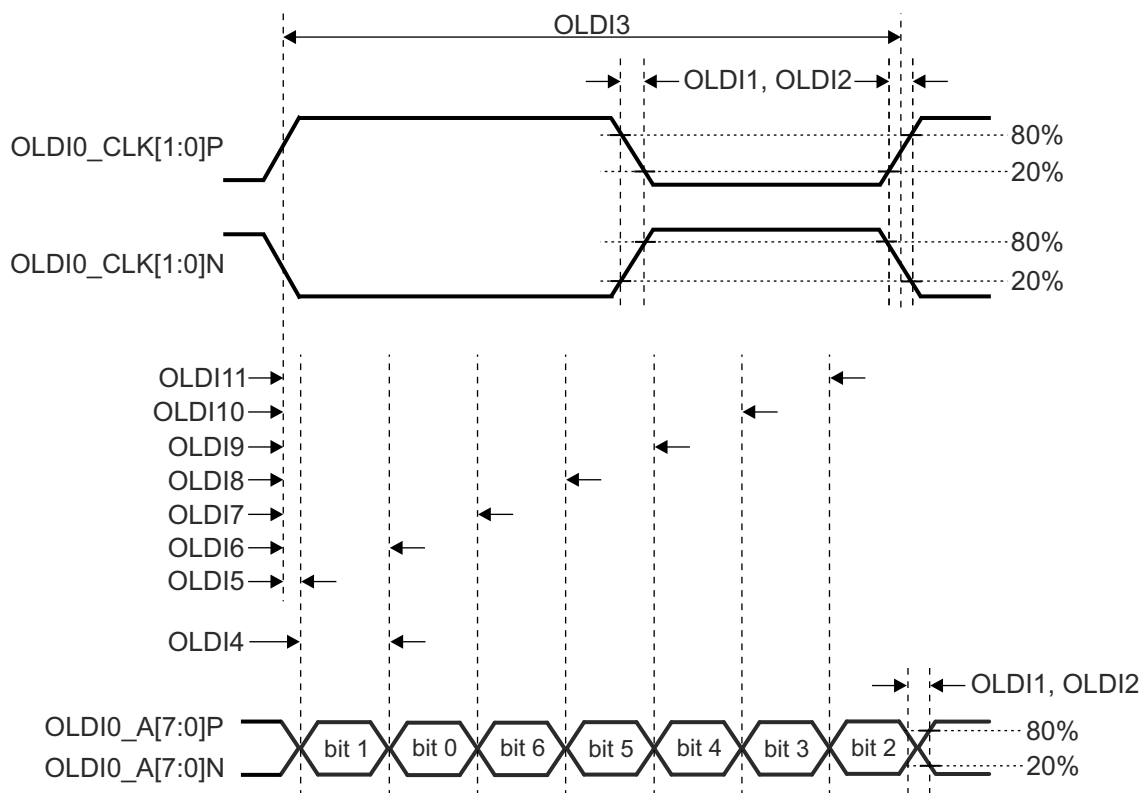 OLDI3
OLDI1, OLDI2
OLDI0_CLK[1:0]P
80%
20%
OLDI0_CLK[1:0]N
80%
20%
OLDI11
OLDI10
OLDI9
OLDI8
OLDI7
OLDI6
OLDI5
OLDI4
OLDI1, OLDI2
OLDI0_A[7:0]P
80%
bit 1 bit 0 bit 6 bit 5 bit 4 bit 3 bit 2
OLDI0_A[7:0]N
20%